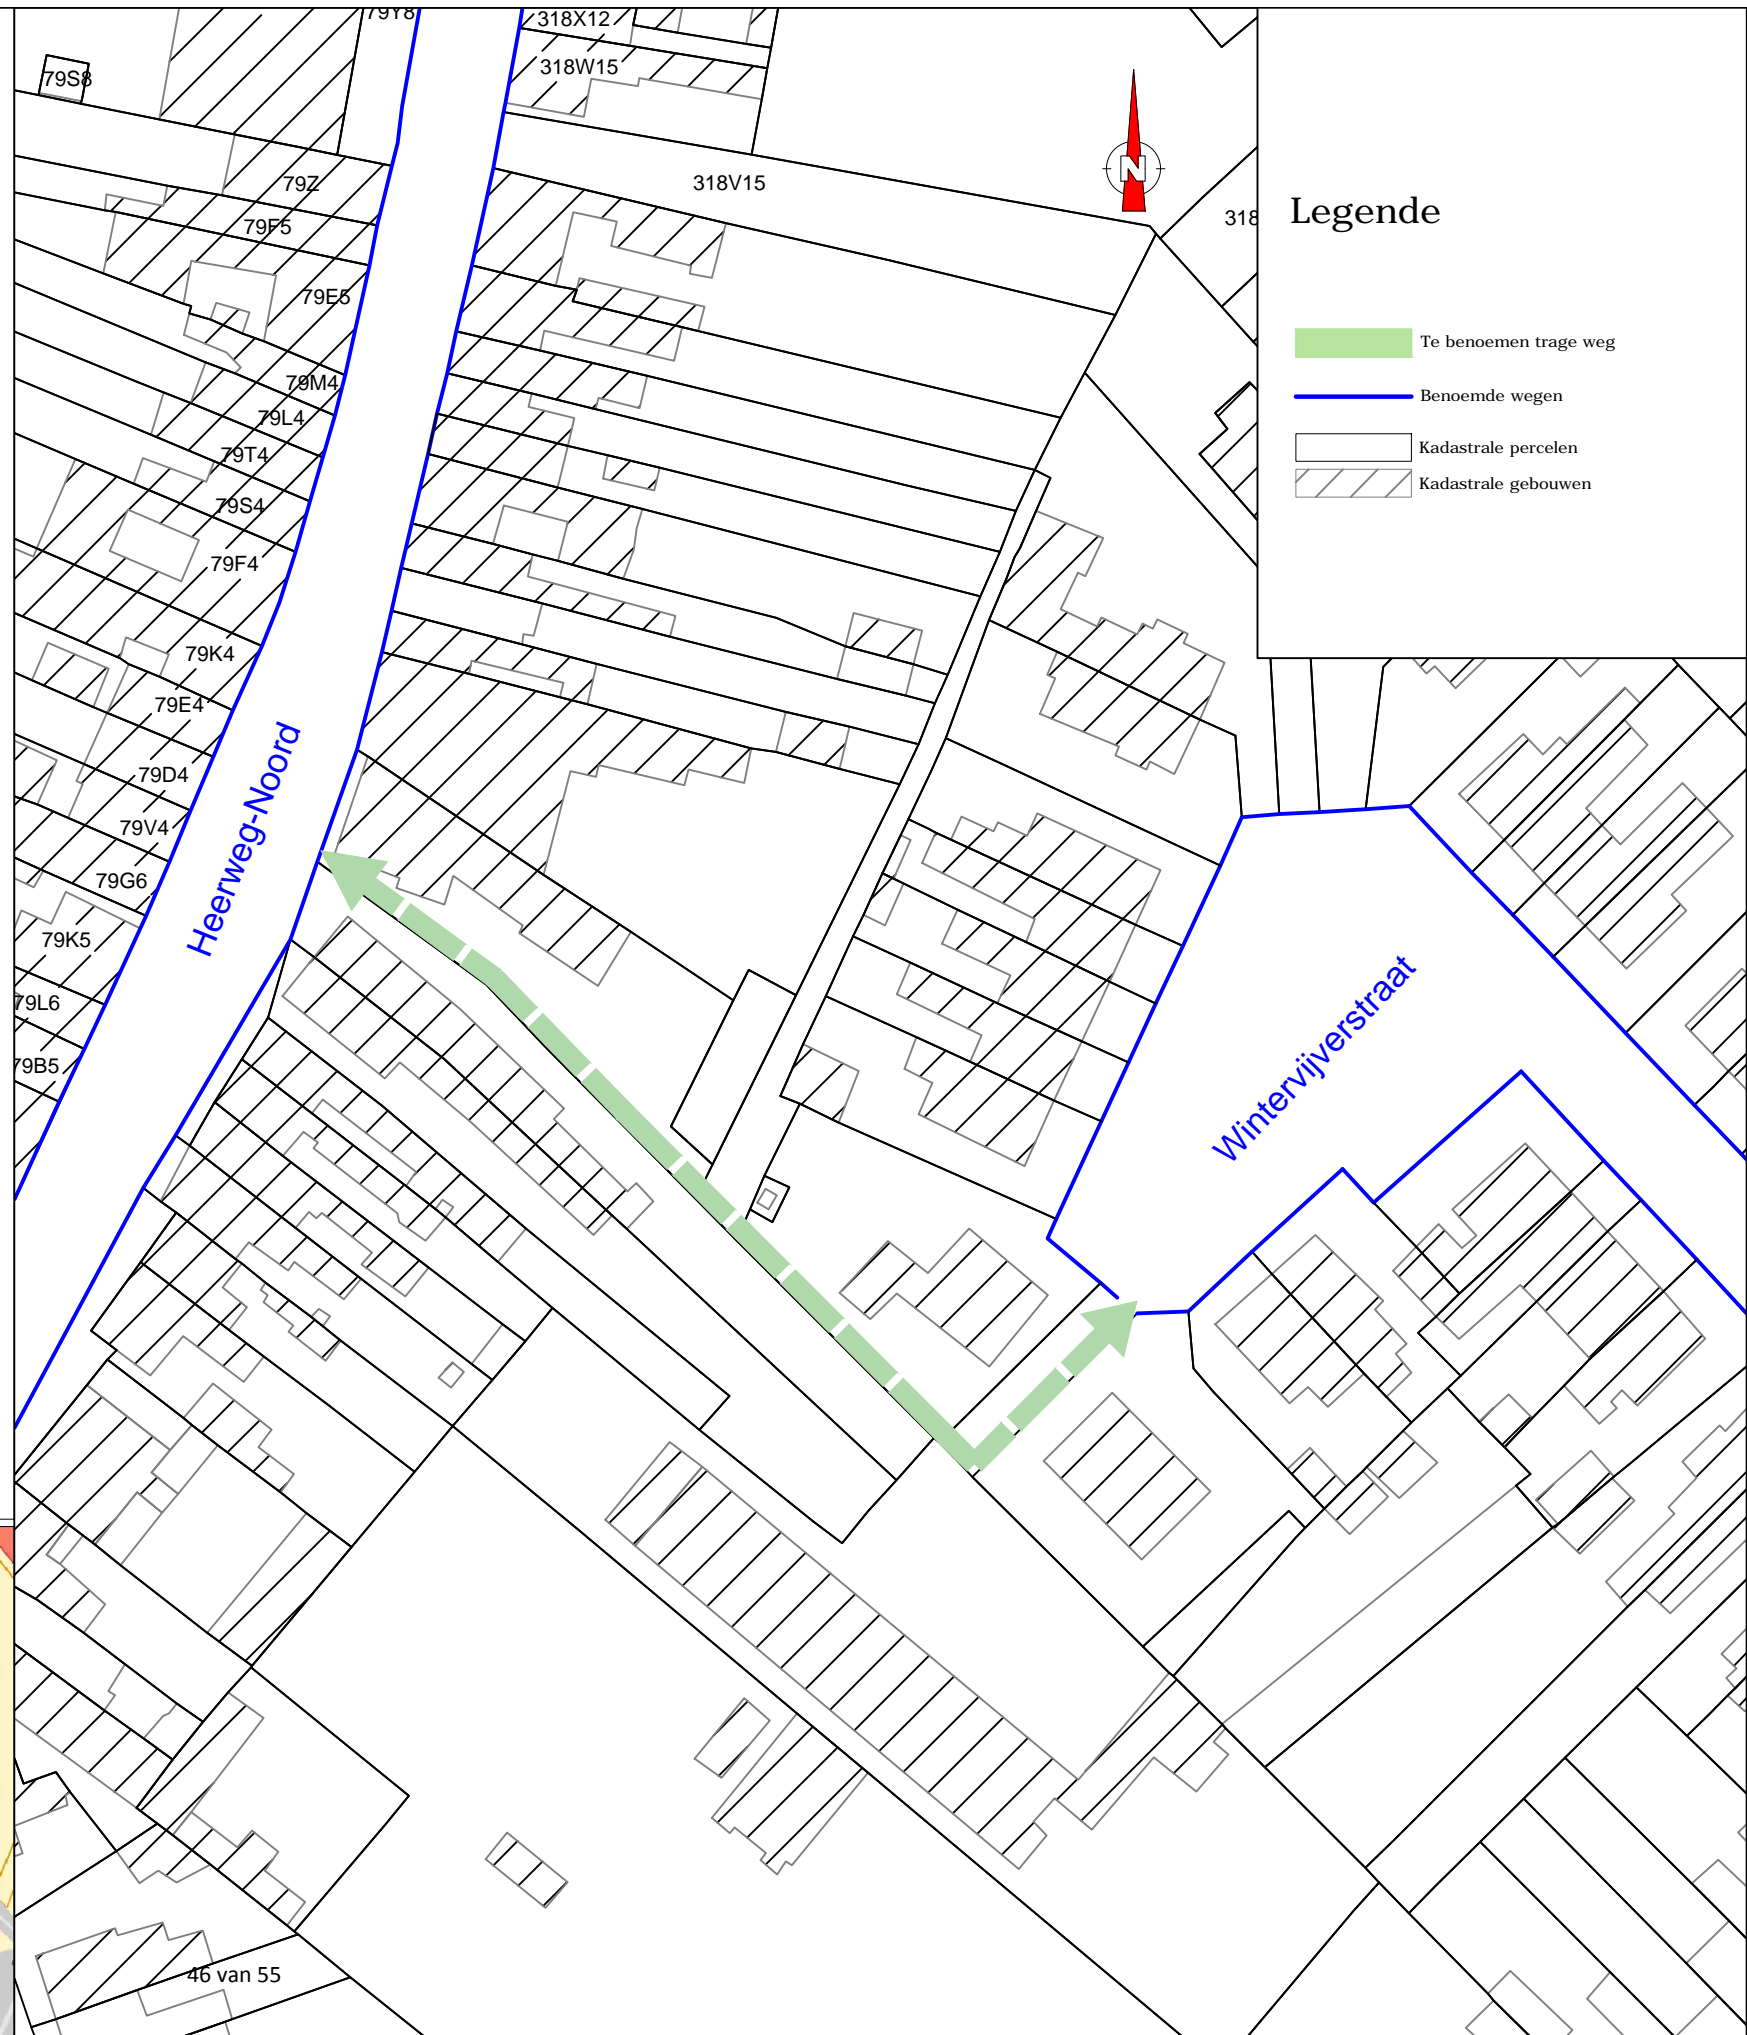 79Y8
318X12
79S8
318W15
N
79Z
318V15
79F5
318
Legende
79E5
Te benoemen trage weg
79M4
Benoemde wegen
79L4
79T4
Kadastrale percelen
79S4
Kadastrale gebouwen
79F4
79K4
79E4
79D4
Heerweg-Noord
79V4
79G6
79K5
79L6
79B5
Wintervijverstraat
46 van 55